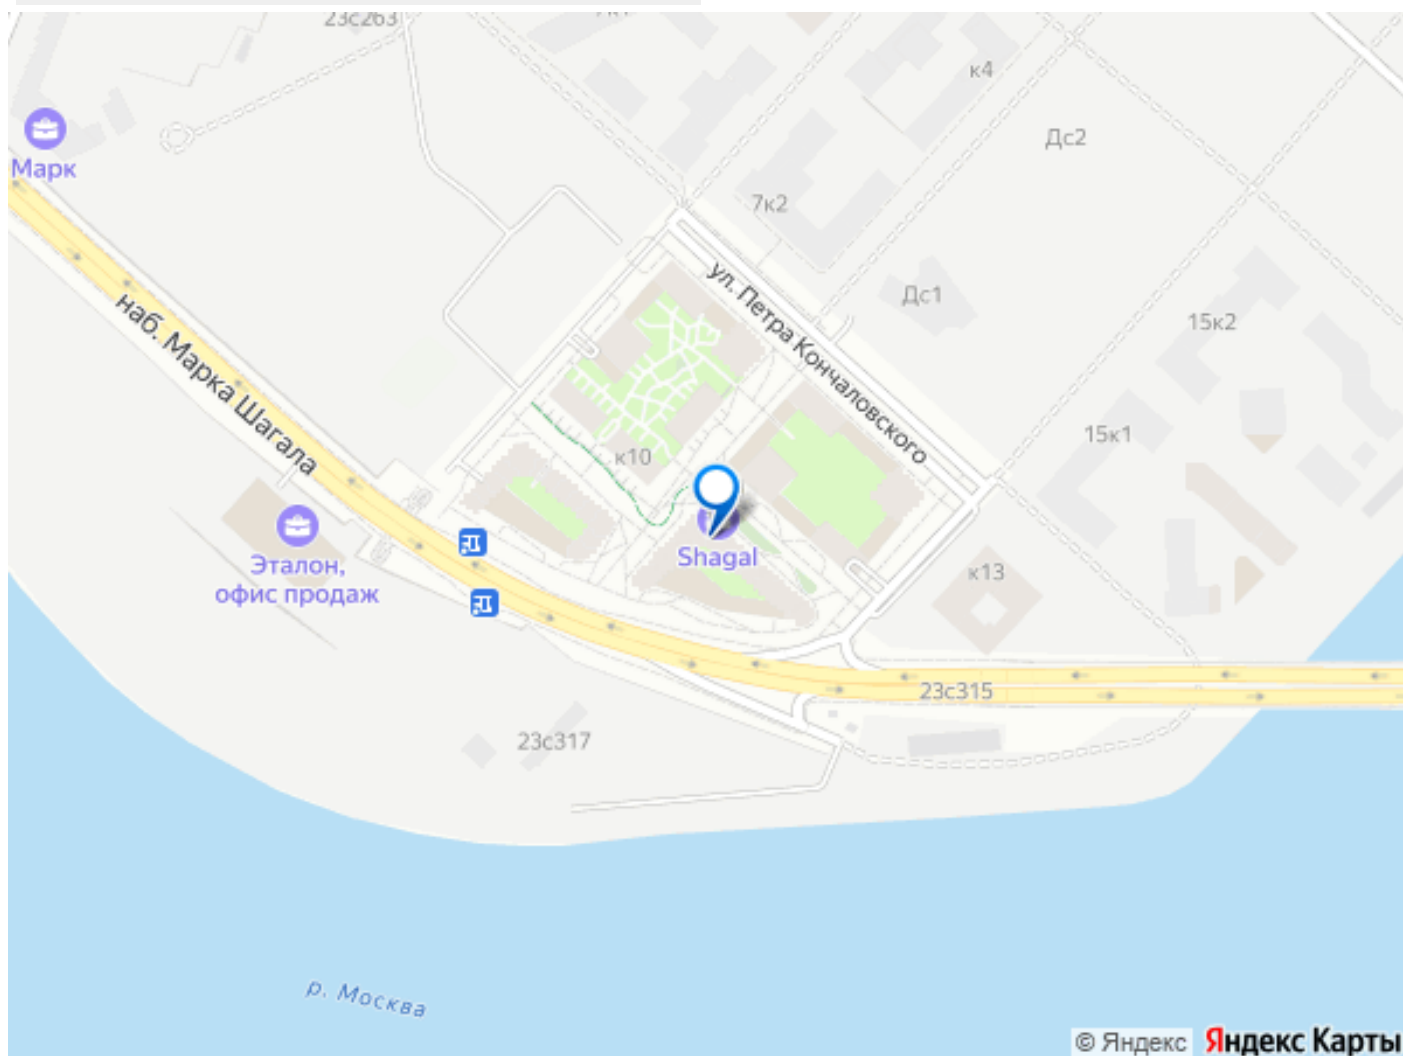 23с263
к4
Дс2
Марк
7к2
ул. Петра Кончаловского
Дс1
15к2
наб. Марка Шагала
15к1
к10
Shagal
Эталон,
офис продаж
к13
23с315
23с317
р. Москва
© Яндекс Яндекс Карты